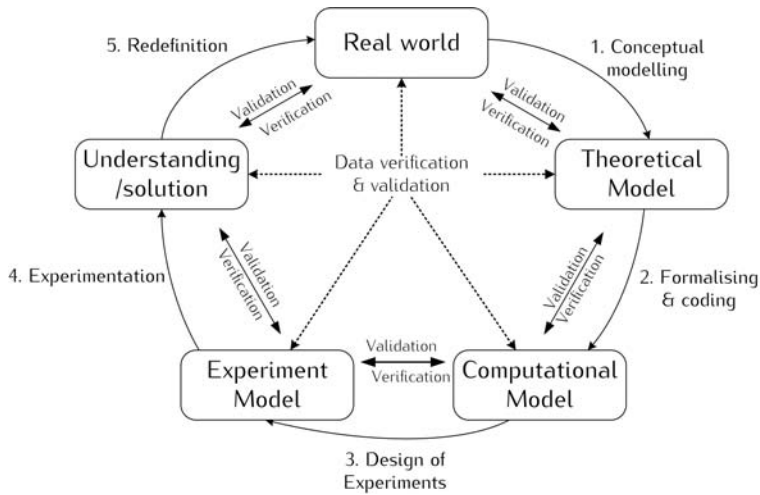 5. Redefinition
Real world
1. Conceptual
modelling
Validation
Verification
Validation
Verification
Understanding
/solution
Data verification
& validation
Theoretical
Model
4. Experimentation
Validation
Verification
Validation
Verification
2. Formalising
& coding
Experiment
Model
Validation
Verification
Computational
Model
3. Design of
Experiments